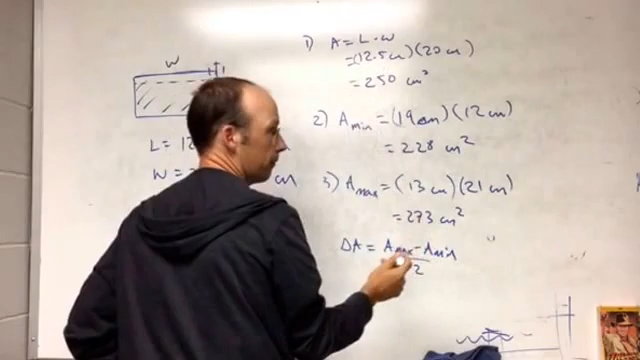 W
L = 12
W =
cm
1) A = L · W
= (12.5 cm)(20 cm)
= 250 cm²
2) Amin = (19 cm)(12 cm)
= 228 cm²
3) Amax = (13 cm)(21 cm)
= 273 cm²
ΔA = Amax - Amin
2